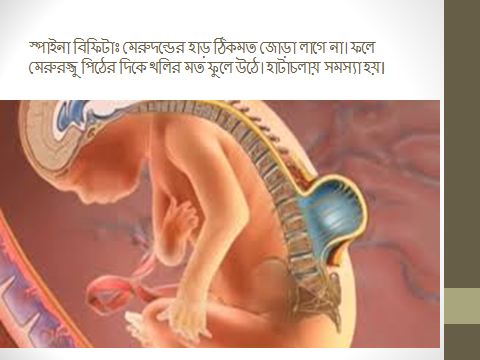 স্পাইনা বিফিটাঃ মেরুদন্ডের হাড় ঠিকমত জোড়া লাগে না। ফলে
মেরুরজ্জু পিঠের দিকে থলির মত ফুলে উঠে। হাটাচলায় সমস্যা হয়।